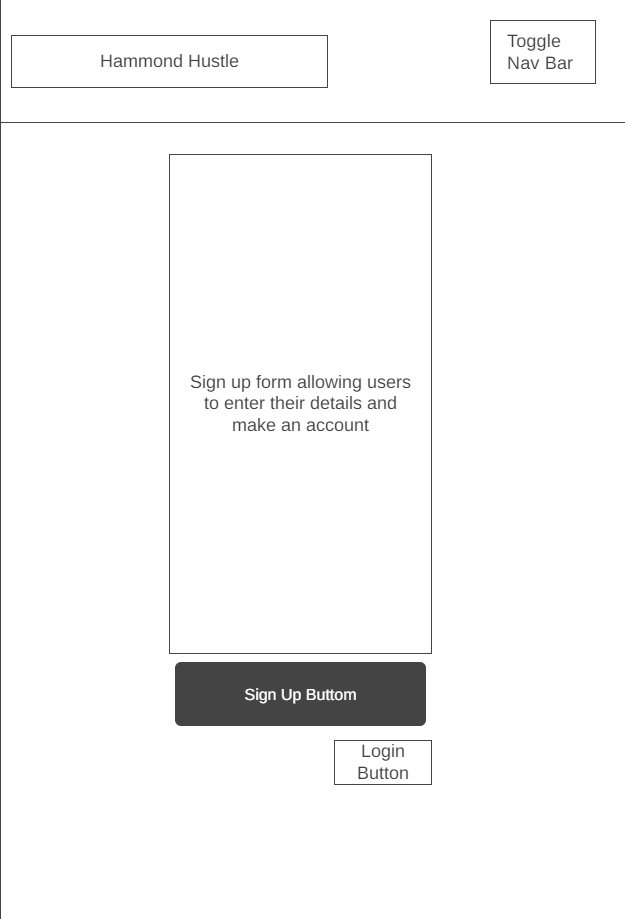 Hammond Hustle
Toggle
Nav Bar
Sign up form allowing users
to enter their details and
make an account
Sign Up Buttom
Login
Button